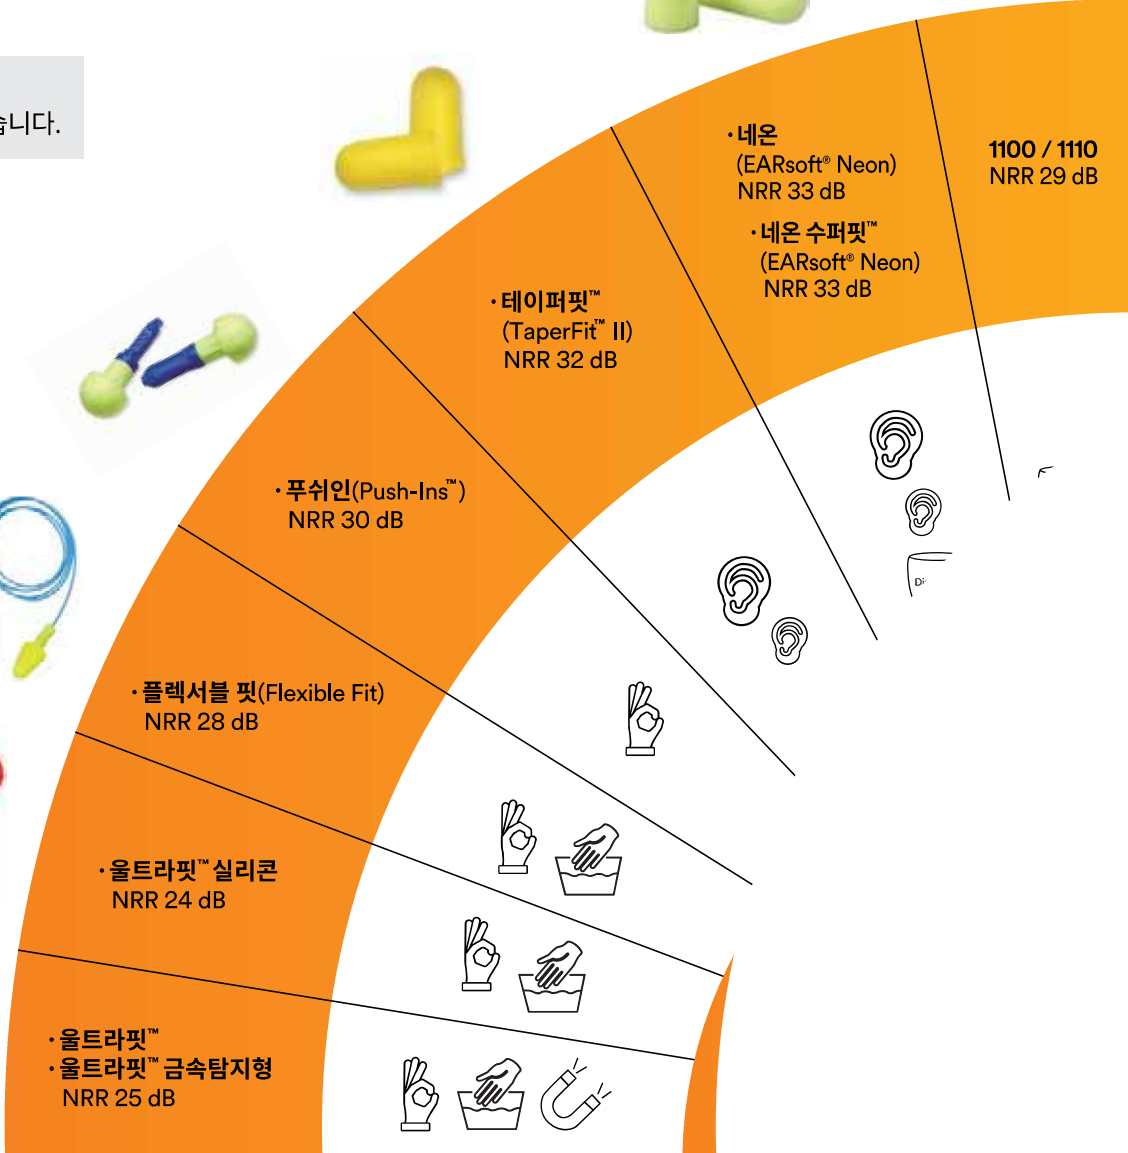 습니다.
1100 / 1110
NRR 29 dB
· 네온
(EARsoft® Neon)
NRR 33 dB
· 네온 수퍼핏™
(EARsoft® Neon)
NRR 33 dB
· 테이퍼핏™
(TaperFit™ II)
NRR 32 dB
· 푸쉬인(Push-Ins™)
NRR 30 dB
· 플렉서블 핏(Flexible Fit)
NRR 28 dB
· 울트라핏™ 실리콘
NRR 24 dB
· 울트라핏™
· 울트라핏™ 금속탐지형
NRR 25 dB